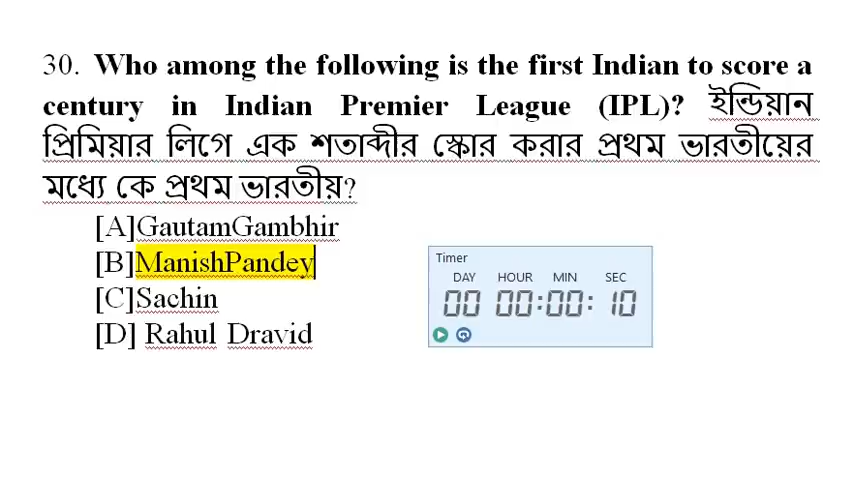 30. Who among the following is the first Indian to score a
century in Indian Premier League (IPL)? ইন্ডিয়ান
প্রিমিয়ার লিগে এক শতাব্দীর স্কোর করার প্রথম ভারতীয়ের
মধ্যে কে প্রথম ভারতীয়?
[A]GautamGambhir
[B]ManishPandey
[C]Sachin
[D] Rahul Dravid
Timer
DAY HOUR MIN SEC
00 00:00: 10